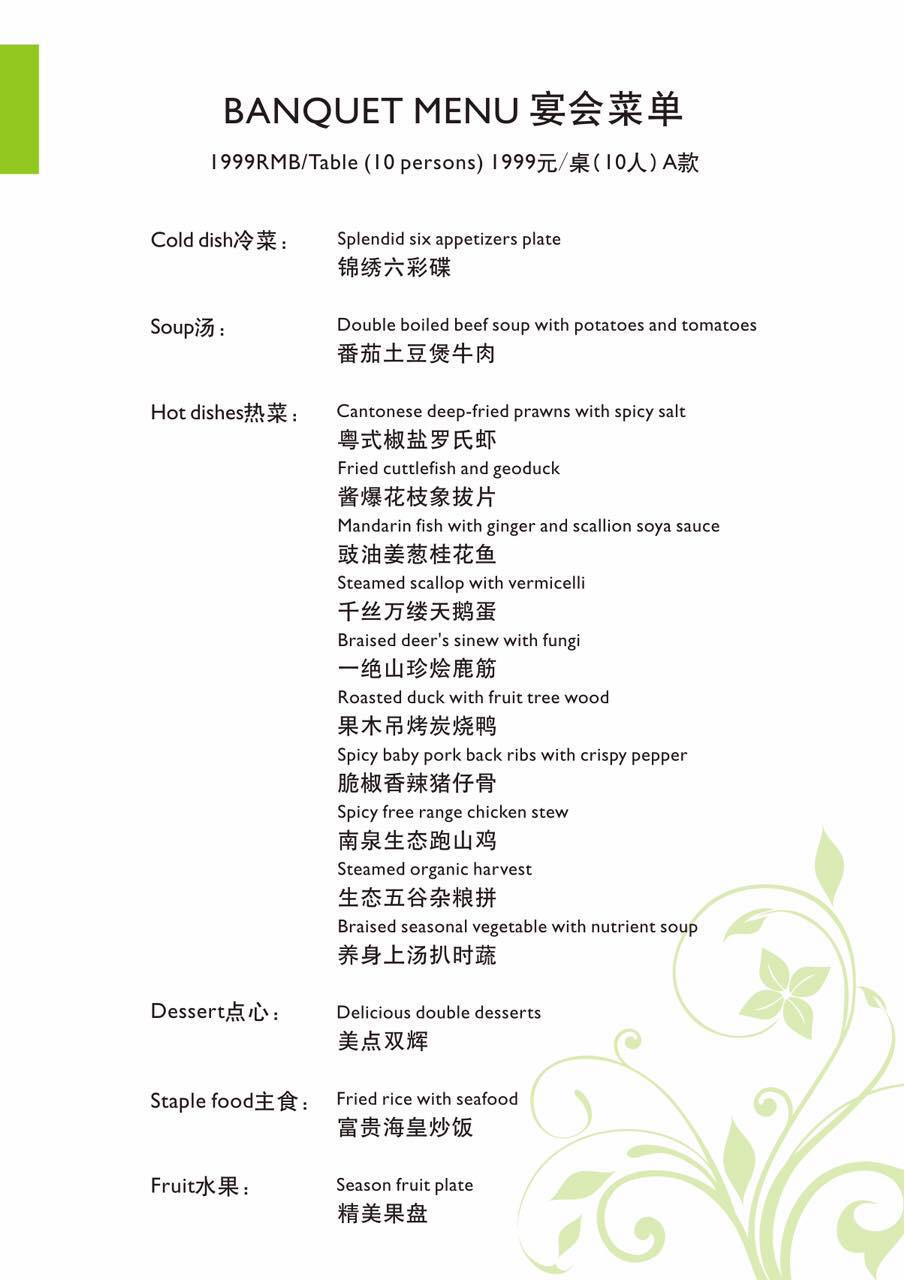 BANQUET MENU 宴会菜单
1999RMB/Table (10 persons) 1999元/桌(10人) A款
Cold dish冷菜： Splendid six appetizers plate
锦绣六彩碟
Soup汤： Double boiled beef soup with potatoes and tomatoes
番茄土豆煲牛肉
Hot dishes热菜： Cantonese deep-fried prawns with spicy salt
粤式椒盐罗氏虾
Fried cuttlefish and geoduck
酱爆花枝象拔片
Mandarin fish with ginger and scallion soya sauce
豉油姜葱桂花鱼
Steamed scallop with vermicelli
千丝万缕天鹅蛋
Braised deer's sinew with fungi
一绝山珍烩鹿筋
Roasted duck with fruit tree wood
果木吊烤炭烧鸭
Spicy baby pork back ribs with crispy pepper
脆椒香辣猪仔骨
Spicy free range chicken stew
南泉生态跑山鸡
Steamed organic harvest
生态五谷杂粮拼
Braised seasonal vegetable with nutrient soup
养身上汤扒时蔬
Dessert点心： Delicious double desserts
美点双辉
Staple food主食： Fried rice with seafood
富贵海皇炒饭
Fruit水果： Season fruit plate
精美果盘